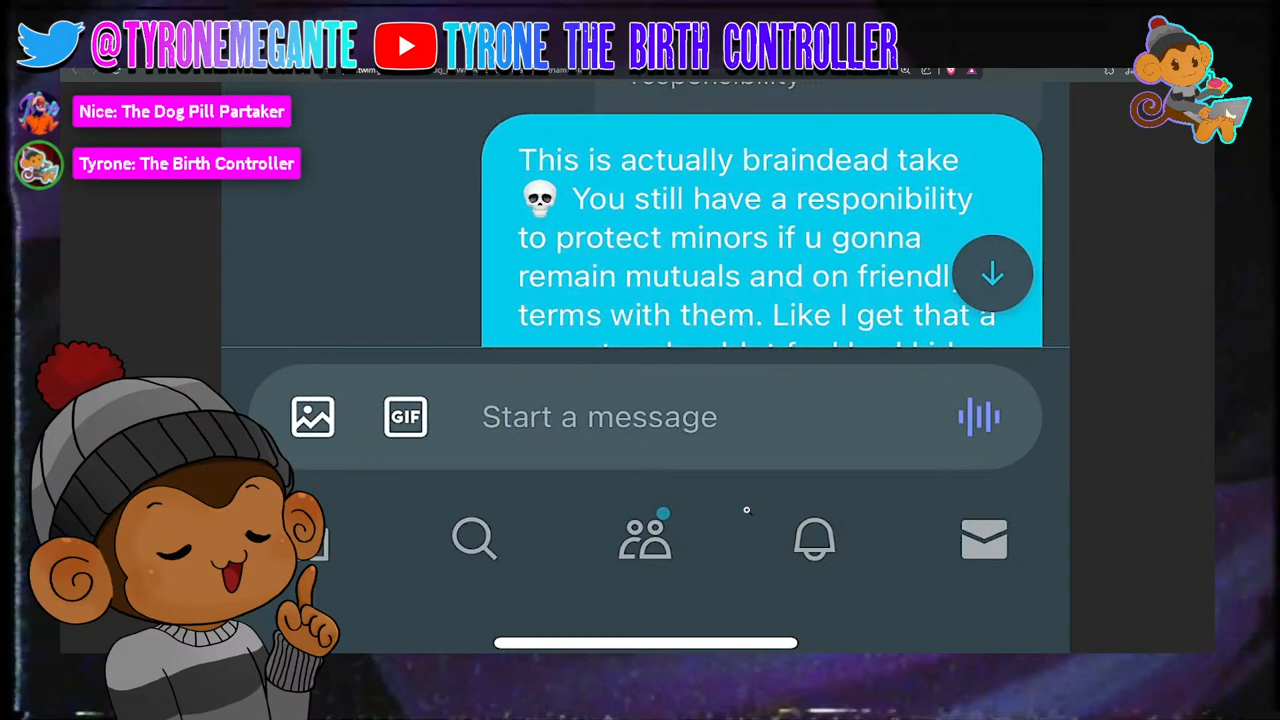 @TYRONEMEGANTE
TYRONE THE BIRTH CONTROLLER
Nice: The Dog Pill Partaker
Tyrone: The Birth Controller
responsibility
This is actually braindead take
💀 You still have a responibility
to protect minors if u gonna
remain mutuals and on friendly
terms with them. Like I get that a
GIF
Start a message